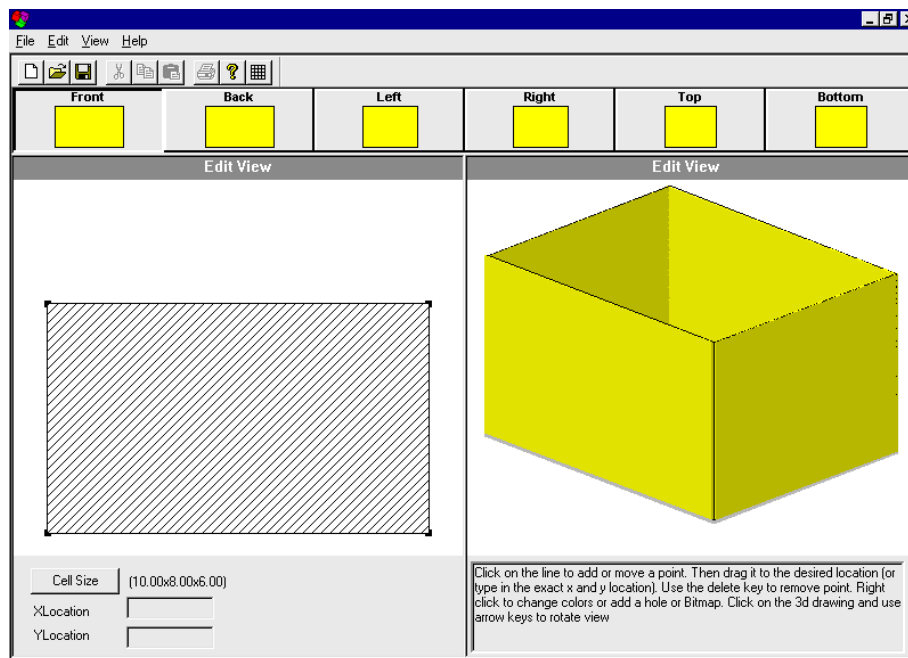 File Edit View Help
Front Back Left Right Top Bottom
Edit View Edit View
Cell Size (10.00x8.00x6.00)
XLocation
YLocation
Click on the line to add or move a point. Then drag it to the desired location (or
type in the exact x and y location). Use the delete key to remove point. Right
click to change colors or add a hole or Bitmap. Click on the 3d drawing and use
arrow keys to rotate view